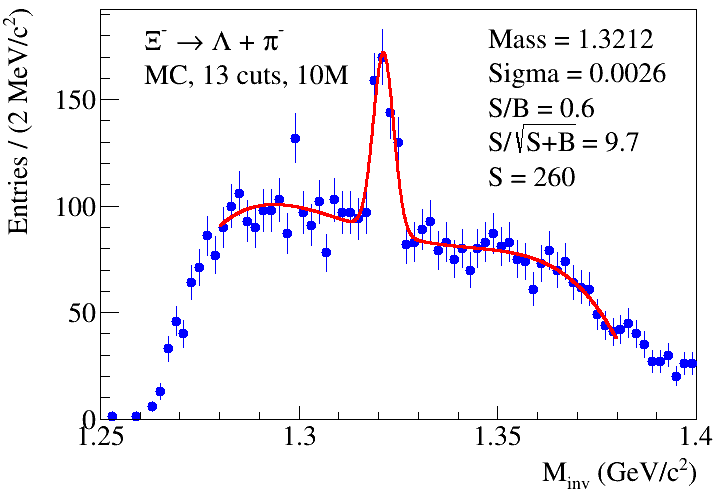 Ξ⁻ → Λ + π⁻
MC, 13 cuts, 10M
Mass = 1.3212
Sigma = 0.0026
S/B = 0.6
S/√S+B = 9.7
S = 260
Entries / (2 MeV/c²)
150
100
50
0
1.25 1.3 1.35 1.4
M_inv (GeV/c²)